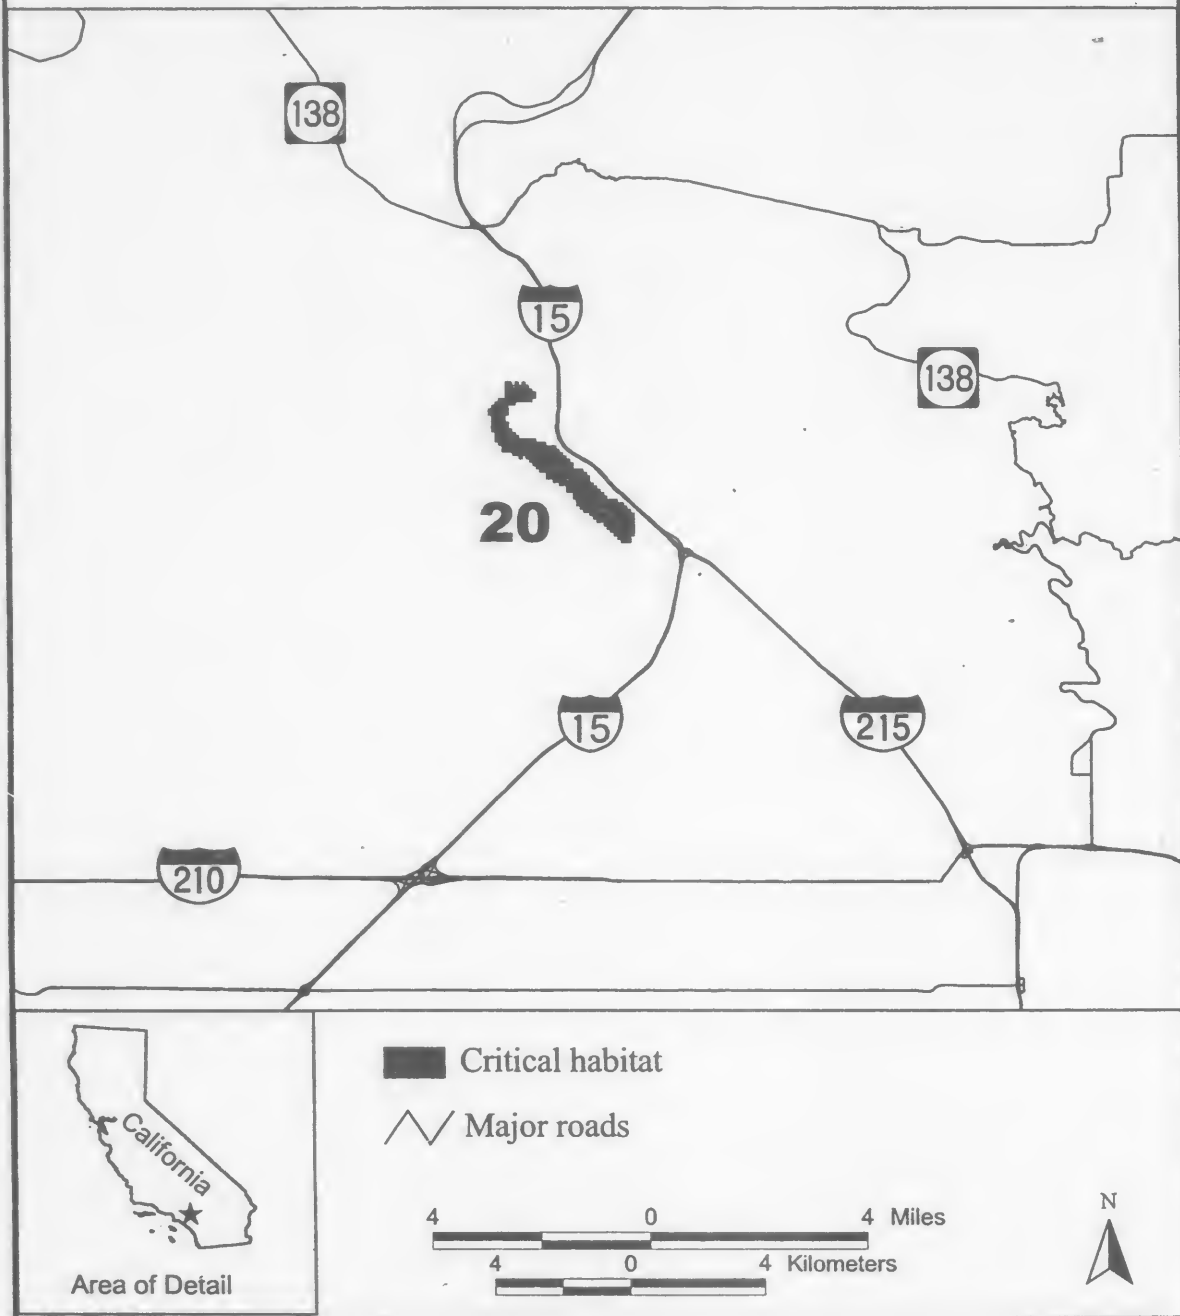 138
15
138
20
15
215
210
California
Area of Detail
Critical habitat
Major roads
4 0 4 Miles
4 0 4 Kilometers
N